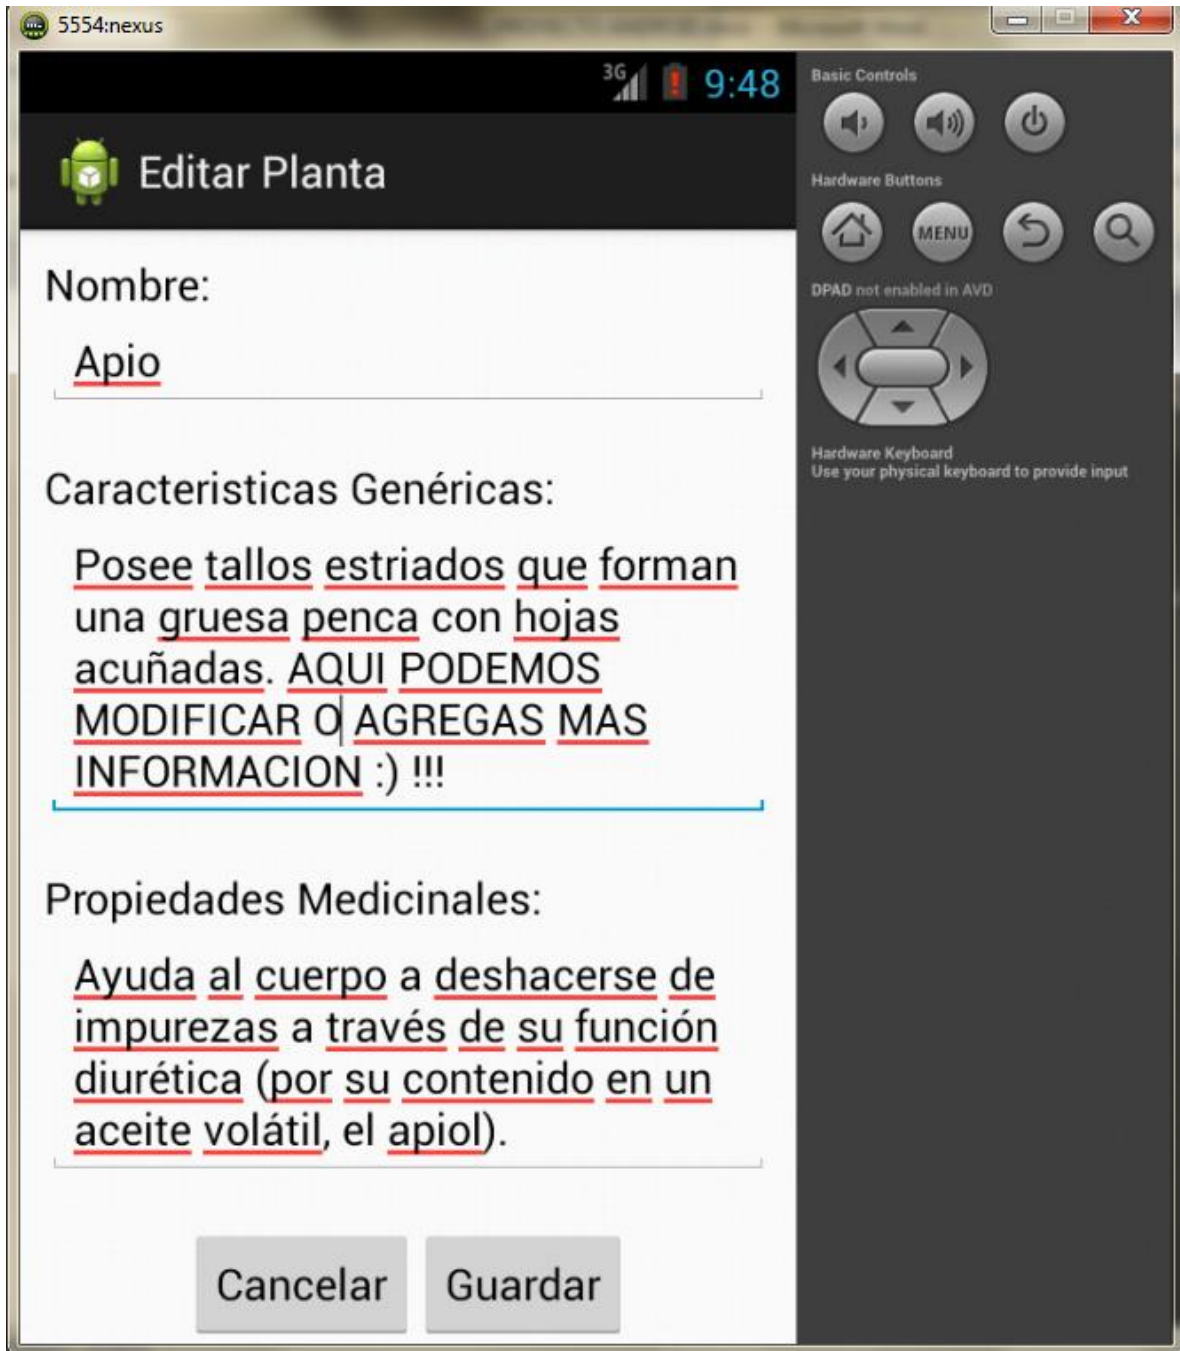 5554:nexus
3G 9:48
Editar Planta
Nombre:
Apio
Caracteristicas Genéricas:
Posee tallos estriados que forman
una gruesa penca con hojas
acuñadas. AQUI PODEMOS
MODIFICAR O AGREGAS MAS
INFORMACION :) !!!
Propiedades Medicinales:
Ayuda al cuerpo a deshacerse de
impurezas a través de su función
diurética (por su contenido en un
aceite volátil, el apiol).
Cancelar Guardar
Basic Controls
Hardware Buttons
MENU
DPAD not enabled in AVD
Hardware Keyboard
Use your physical keyboard to provide input